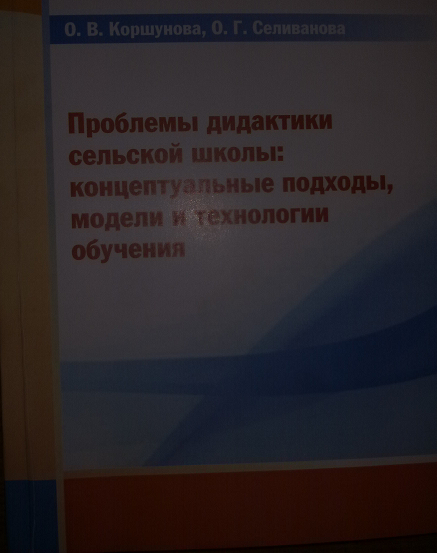 О. В. Коршунова, О. Г. Селиванова
Проблемы дидактики
сельской школы:
концептуальные подходы,
модели и технологии
обучения